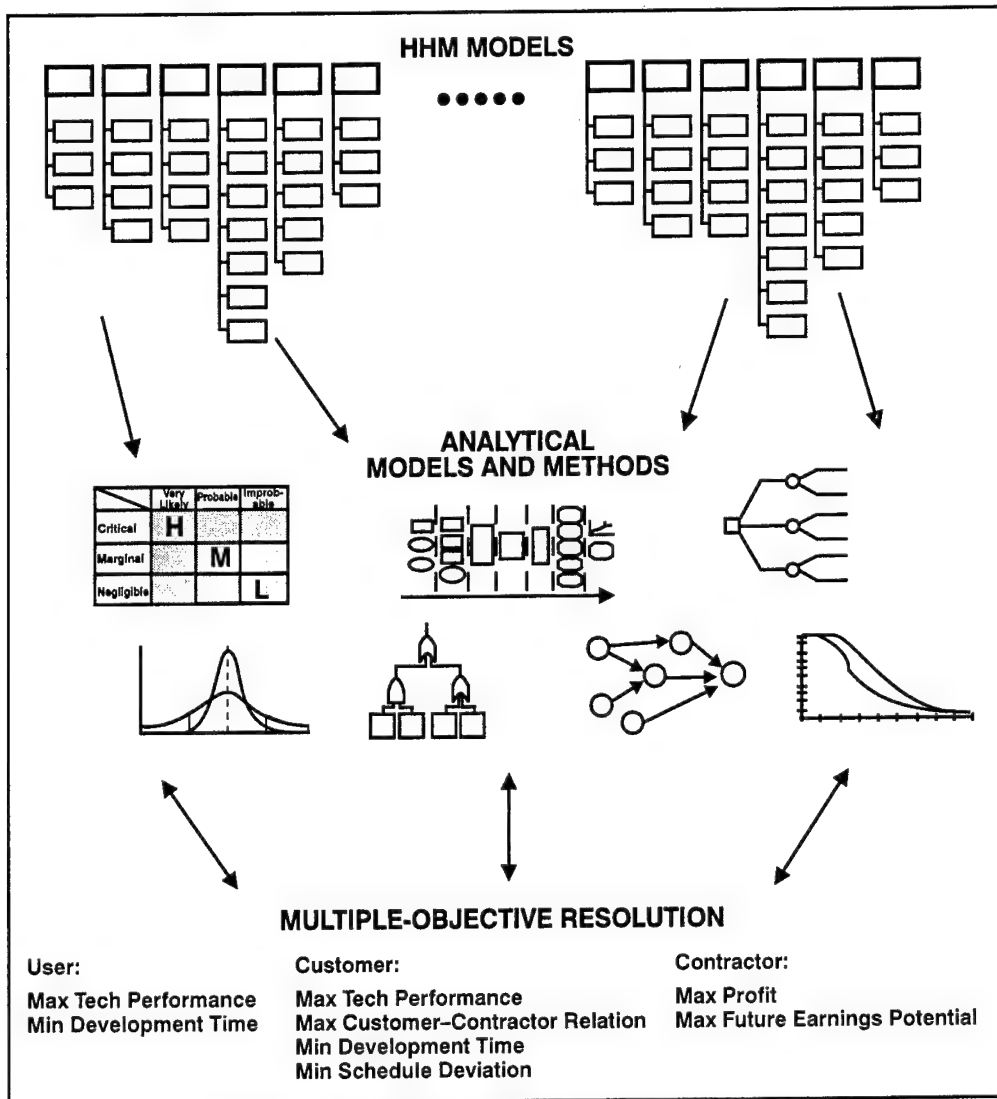 HHM MODELS
ANALYTICAL
MODELS AND METHODS
Very
Likely
Probable
Improb-
able
Critical
H
Marginal
M
Negligible
L
MULTIPLE-OBJECTIVE RESOLUTION
User:
Max Tech Performance
Min Development Time
Customer:
Max Tech Performance
Max Customer–Contractor Relation
Min Development Time
Min Schedule Deviation
Contractor:
Max Profit
Max Future Earnings Potential